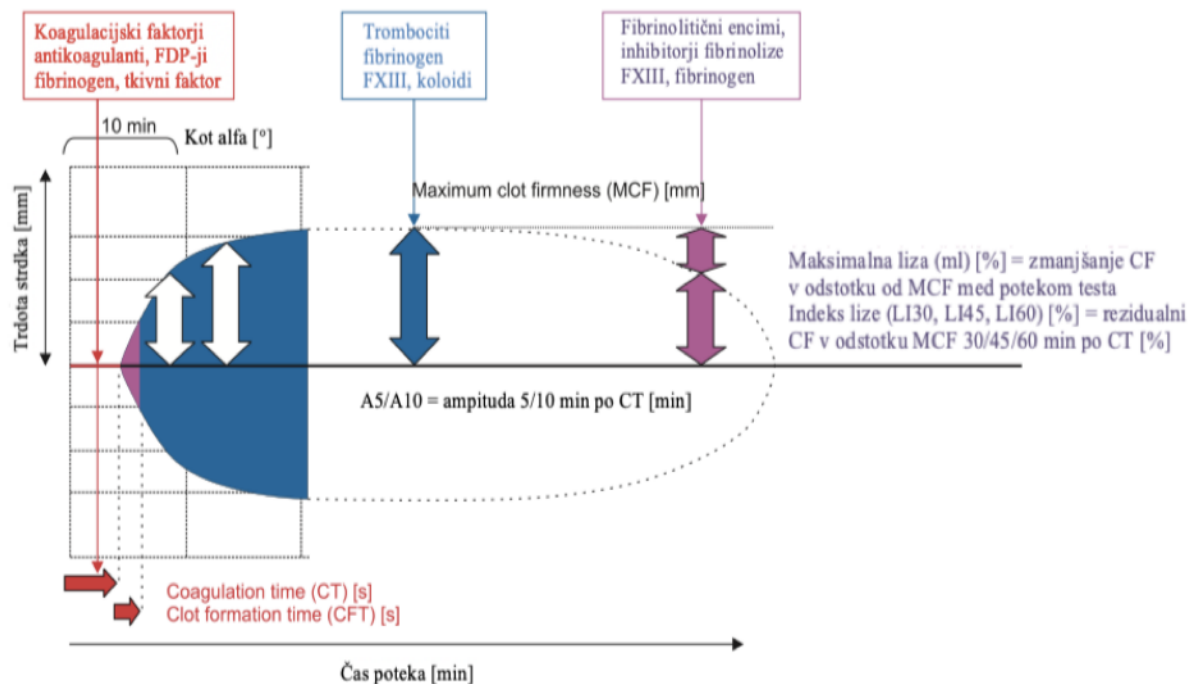 Koagulacijski faktorji
antikoagulanti, FDP-ji
fibrinogen, tkivni faktor
Trombociti
fibrinogen
FXIII, koloidi
Fibrinolitični encimi,
inhibitorji fibrinolize
FXIII, fibrinogen
10 min
Kot alfa [°]
Trdota strdka [mm]
Maximum clot firmness (MCF) [mm]
Maksimalna liza (ml) [%] = zmanjšanje CF
v odstotku od MCF med potekom testa
Indeks lize (LI30, LI45, LI60) [%] = rezidualni
CF v odstotku MCF 30/45/60 min po CT [%]
A5/A10 = ampituda 5/10 min po CT [min]
Coagulation time (CT) [s]
Clot formation time (CFT) [s]
Čas poteka [min]